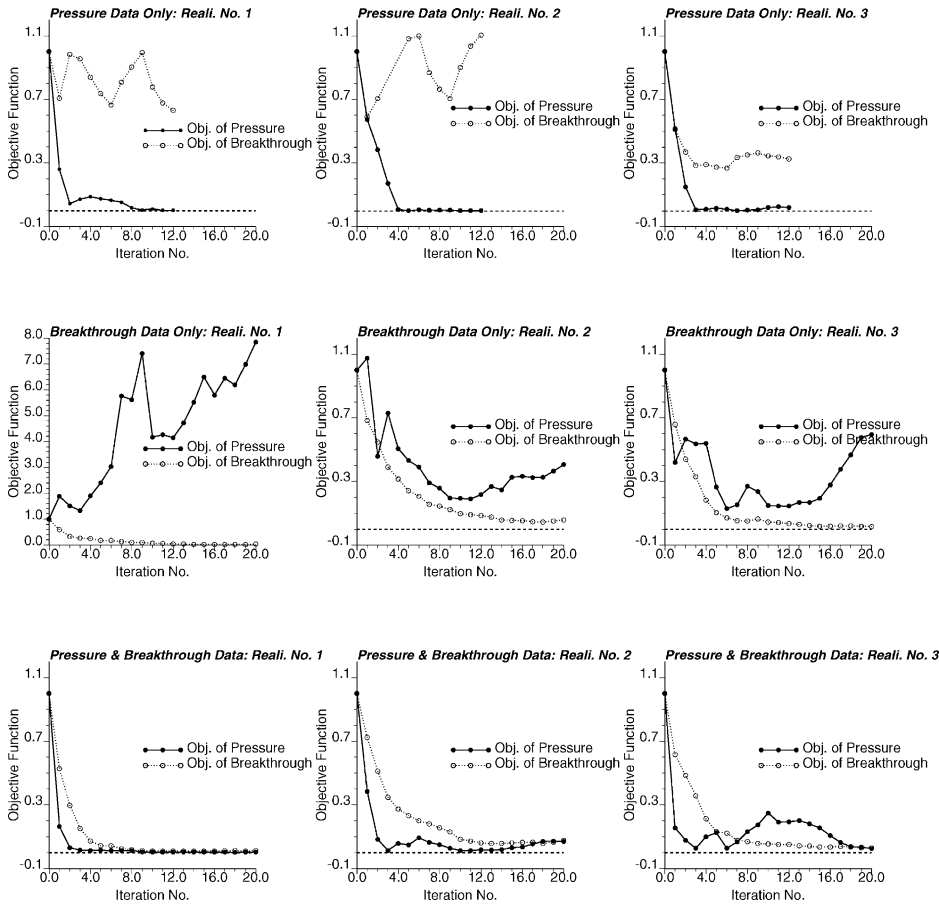 Pressure Data Only: Reali. No. 1
1.1
0.7
0.3
-0.1
Objective Function
Obj. of Pressure
Obj. of Breakthrough
0.0 4.0 8.0 12.0 16.0 20.0
Iteration No.
Pressure Data Only: Reali. No. 2
1.1
0.7
0.3
-0.1
Objective Function
Obj. of Pressure
Obj. of Breakthrough
0.0 4.0 8.0 12.0 16.0 20.0
Iteration No.
Pressure Data Only: Reali. No. 3
1.1
0.7
0.3
-0.1
Objective Function
Obj. of Pressure
Obj. of Breakthrough
0.0 4.0 8.0 12.0 16.0 20.0
Iteration No.
Breakthrough Data Only: Reali. No. 1
8.0
7.0
6.0
5.0
4.0
3.0
2.0
1.0
0.0
Objective Function
Obj. of Pressure
Obj. of Breakthrough
0.0 4.0 8.0 12.0 16.0 20.0
Iteration No.
Breakthrough Data Only: Reali. No. 2
1.1
0.7
0.3
-0.1
Objective Function
Obj. of Pressure
Obj. of Breakthrough
0.0 4.0 8.0 12.0 16.0 20.0
Iteration No.
Breakthrough Data Only: Reali. No. 3
1.1
0.7
0.3
-0.1
Objective Function
Obj. of Pressure
Obj. of Breakthrough
0.0 4.0 8.0 12.0 16.0 20.0
Iteration No.
Pressure & Breakthrough Data: Reali. No. 1
1.1
0.7
0.3
-0.1
Objective Function
Obj. of Pressure
Obj. of Breakthrough
0.0 4.0 8.0 12.0 16.0 20.0
Iteration No.
Pressure & Breakthrough Data: Reali. No. 2
1.1
0.7
0.3
-0.1
Objective Function
Obj. of Pressure
Obj. of Breakthrough
0.0 4.0 8.0 12.0 16.0 20.0
Iteration No.
Pressure & Breakthrough Data: Reali. No. 3
1.1
0.7
0.3
-0.1
Objective Function
Obj. of Pressure
Obj. of Breakthrough
0.0 4.0 8.0 12.0 16.0 20.0
Iteration No.